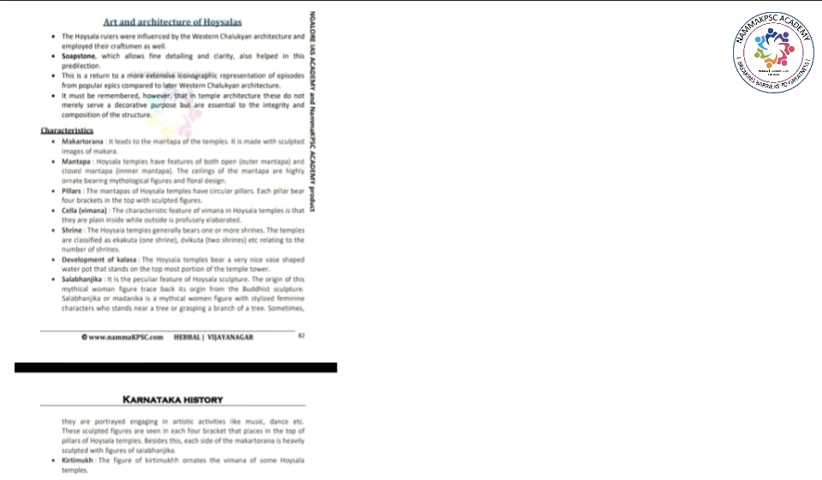 Art and architecture of Hoysalas
• The Hoysala rulers were influenced by the Western Chalukyan architecture and
employed their craftsmen as well.
• Soapstone, which allows fine detailing and clarity, also helped in this
predilection.
• This is a return to a more extensive iconographic representation of episodes
from popular epics compared to later Western Chalukyan architecture.
• It must be remembered, however, that in temple architecture these do not
merely serve a decorative purpose but are essential to the integrity and
composition of the structure.
Characteristics
• Makartorana : It leads to the mantapa of the temples. It is made with sculpted
images of makara.
• Mantapa : Hoysala temples have features of both open (outer mantapa) and
closed mantapa (innner mantapa). The ceilings of the mantapa are highly
ornate bearing mythological figures and floral design.
• Pillars : The mantapas of Hoysala temples have circular pillars. Each pillar bear
four brackets in the top with sculpted figures.
• Cella (vimana) : The characteristic feature of vimana in Hoysala temples is that
they are plain inside while outside is profusely elaborated.
• Shrine : The Hoysala temples generally bears one or more shrines. The temples
are classified as ekakuta (one shrine), dvikuta (two shrines) etc relating to the
number of shrines.
• Development of kalasa : The Hoysala temples bear a very nice vase shaped
water pot that stands on the top most portion of the temple tower.
• Salabhanjika : It is the peculiar feature of Hoysala sculpture. The origin of this
mythical woman figure trace back its orgin from the Buddhist sculpture.
Salabhanjika or madanika is a mythical women figure with stylized feminine
characters who stands near a tree or grasping a branch of a tree. Sometimes,
© www.nammaKPSC.com HEBBAL | VIJAYANAGAR 82
NGALORE IAS ACADEMY and NammaKPSC ACADEMY product
KARNATAKA HISTORY
they are portrayed engaging in artistic activities like music, dance etc.
These sculpted figures are seen in each four bracket that places in the top of
pillars of Hoysala temples. Besides this, each side of the makartorana is heavily
sculpted with figures of salabhanjika.
• Kirtimukh : The figure of kirtimukhh ornates the vimana of some Hoysala
temples.
NAMMAKPSC ACADEMY